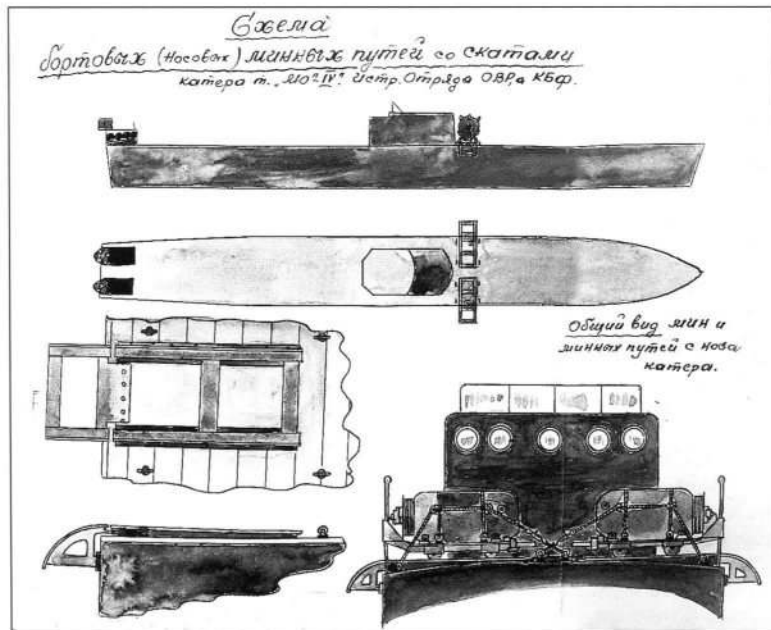 Схема
бортовых (носовых) минных путей со скатами
катера т. „МО-IV“ Истр. Отряда ОВР,а КБФ.
Общий вид мин и
минных путей с носа
катера.